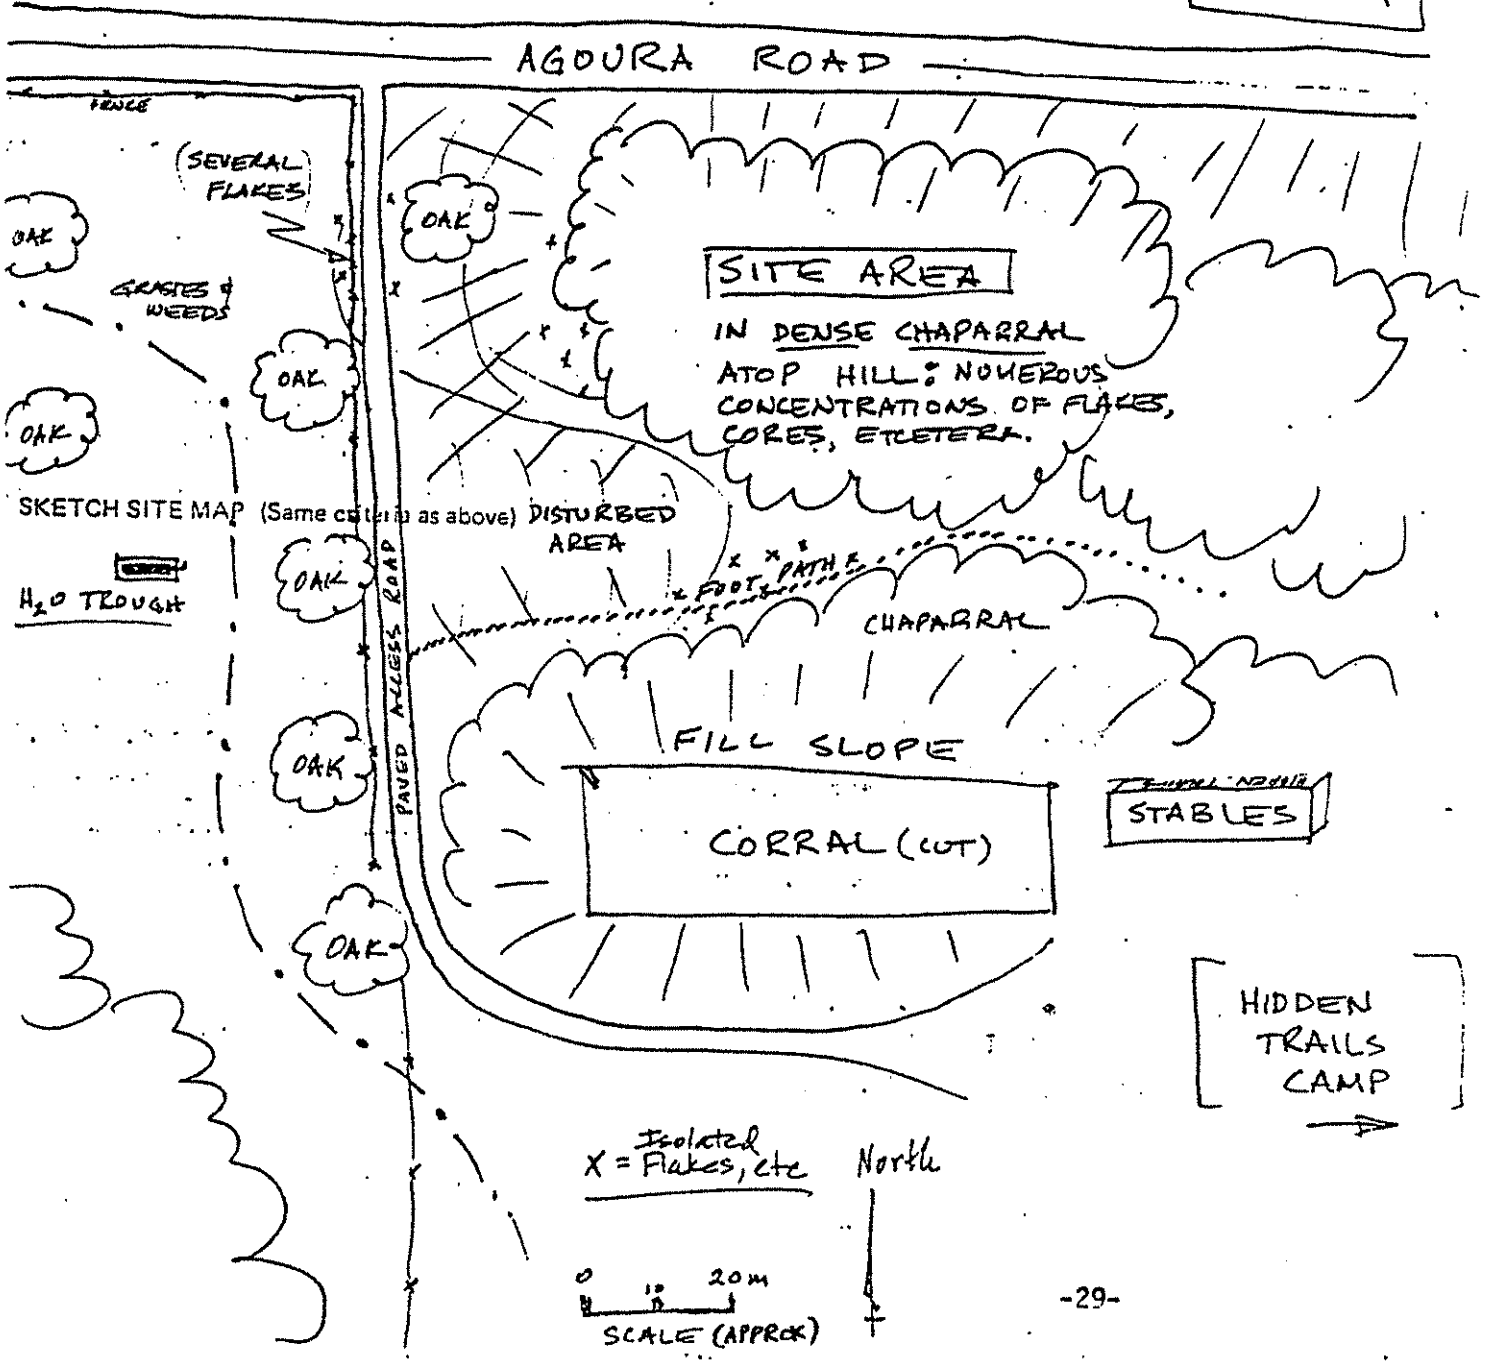 AGOURA ROAD
FENCE
(SEVERAL
FLAKES)
OAK
OAK
GRASSES &
WEEDS
SITE AREA
IN DENSE CHAPARRAL
ATOP HILL: NUMEROUS
CONCENTRATIONS OF FLAKES,
CORES, ETCETERA.
OAK
OAK
SKETCH SITE MAP (Same criteria as above)
DISTURBED
AREA
OAK
H2O TROUGH
PAVED ACCESS ROAD
FOOT PATH
CHAPARRAL
OAK
FILL SLOPE
CORRAL (CUT)
STABLES
OAK
HIDDEN
TRAILS
CAMP
X = Isolated
Flakes, etc
North
0 10 20m
SCALE (APPROX)
-29-